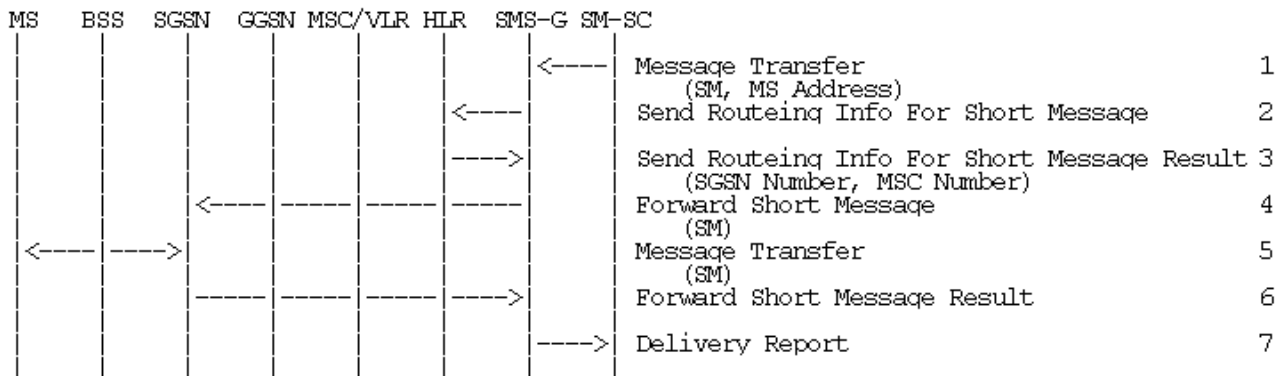 MS BSS SGSN GGSN MSC/VLR HLR SMS-G SM-SC
Message Transfer 1
(SM, MS Address)
Send Routeing Info For Short Message 2
Send Routeing Info For Short Message Result 3
(SGSN Number, MSC Number)
Forward Short Message 4
(SM)
Message Transfer 5
(SM)
Forward Short Message Result 6
Delivery Report 7